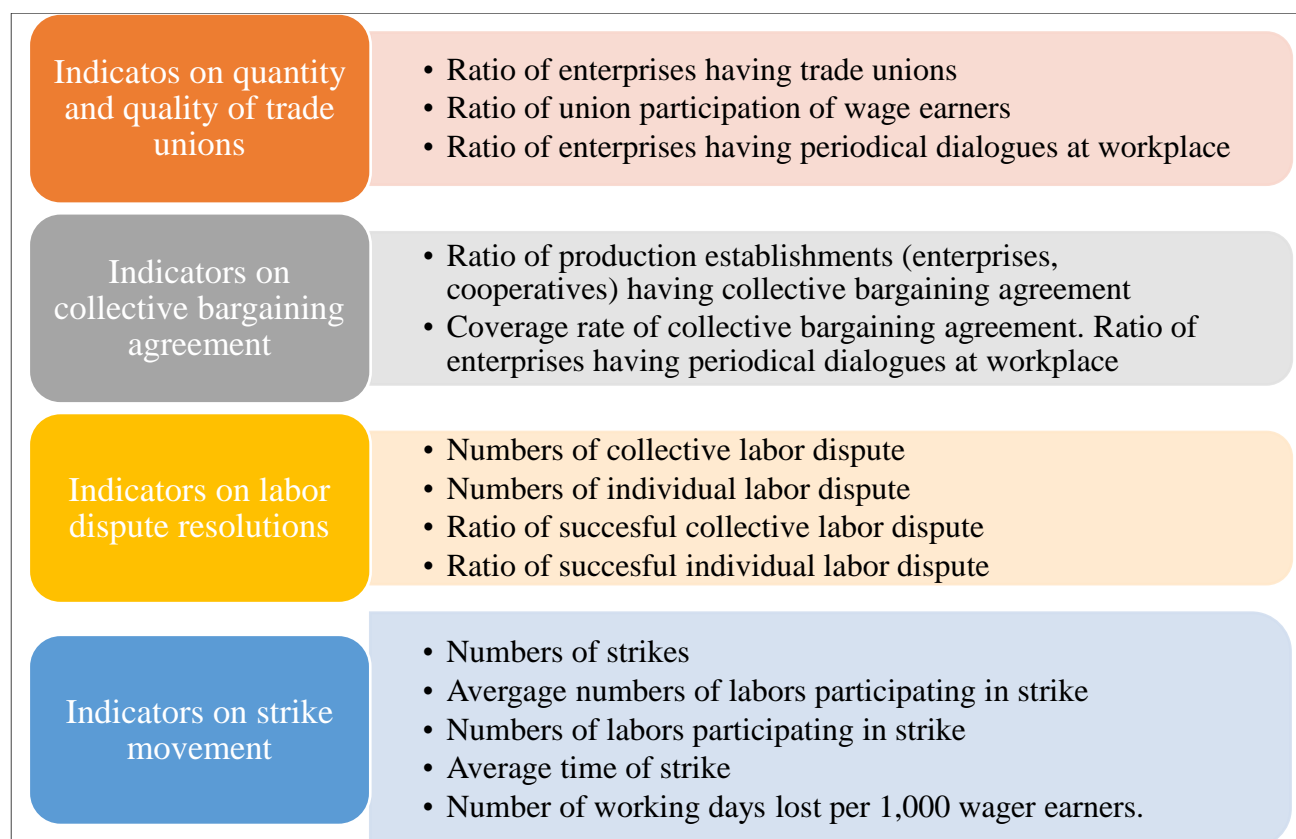 Indicatos on quantity
and quality of trade
unions
• Ratio of enterprises having trade unions
• Ratio of union participation of wage earners
• Ratio of enterprises having periodical dialogues at workplace
Indicators on
collective bargaining
agreement
• Ratio of production establishments (enterprises,
cooperatives) having collective bargaining agreement
• Coverage rate of collective bargaining agreement. Ratio of
enterprises having periodical dialogues at workplace
Indicators on labor
dispute resolutions
• Numbers of collective labor dispute
• Numbers of individual labor dispute
• Ratio of succesful collective labor dispute
• Ratio of succesful individual labor dispute
Indicators on strike
movement
• Numbers of strikes
• Avergage numbers of labors participating in strike
• Numbers of labors participating in strike
• Average time of strike
• Number of working days lost per 1,000 wager earners.